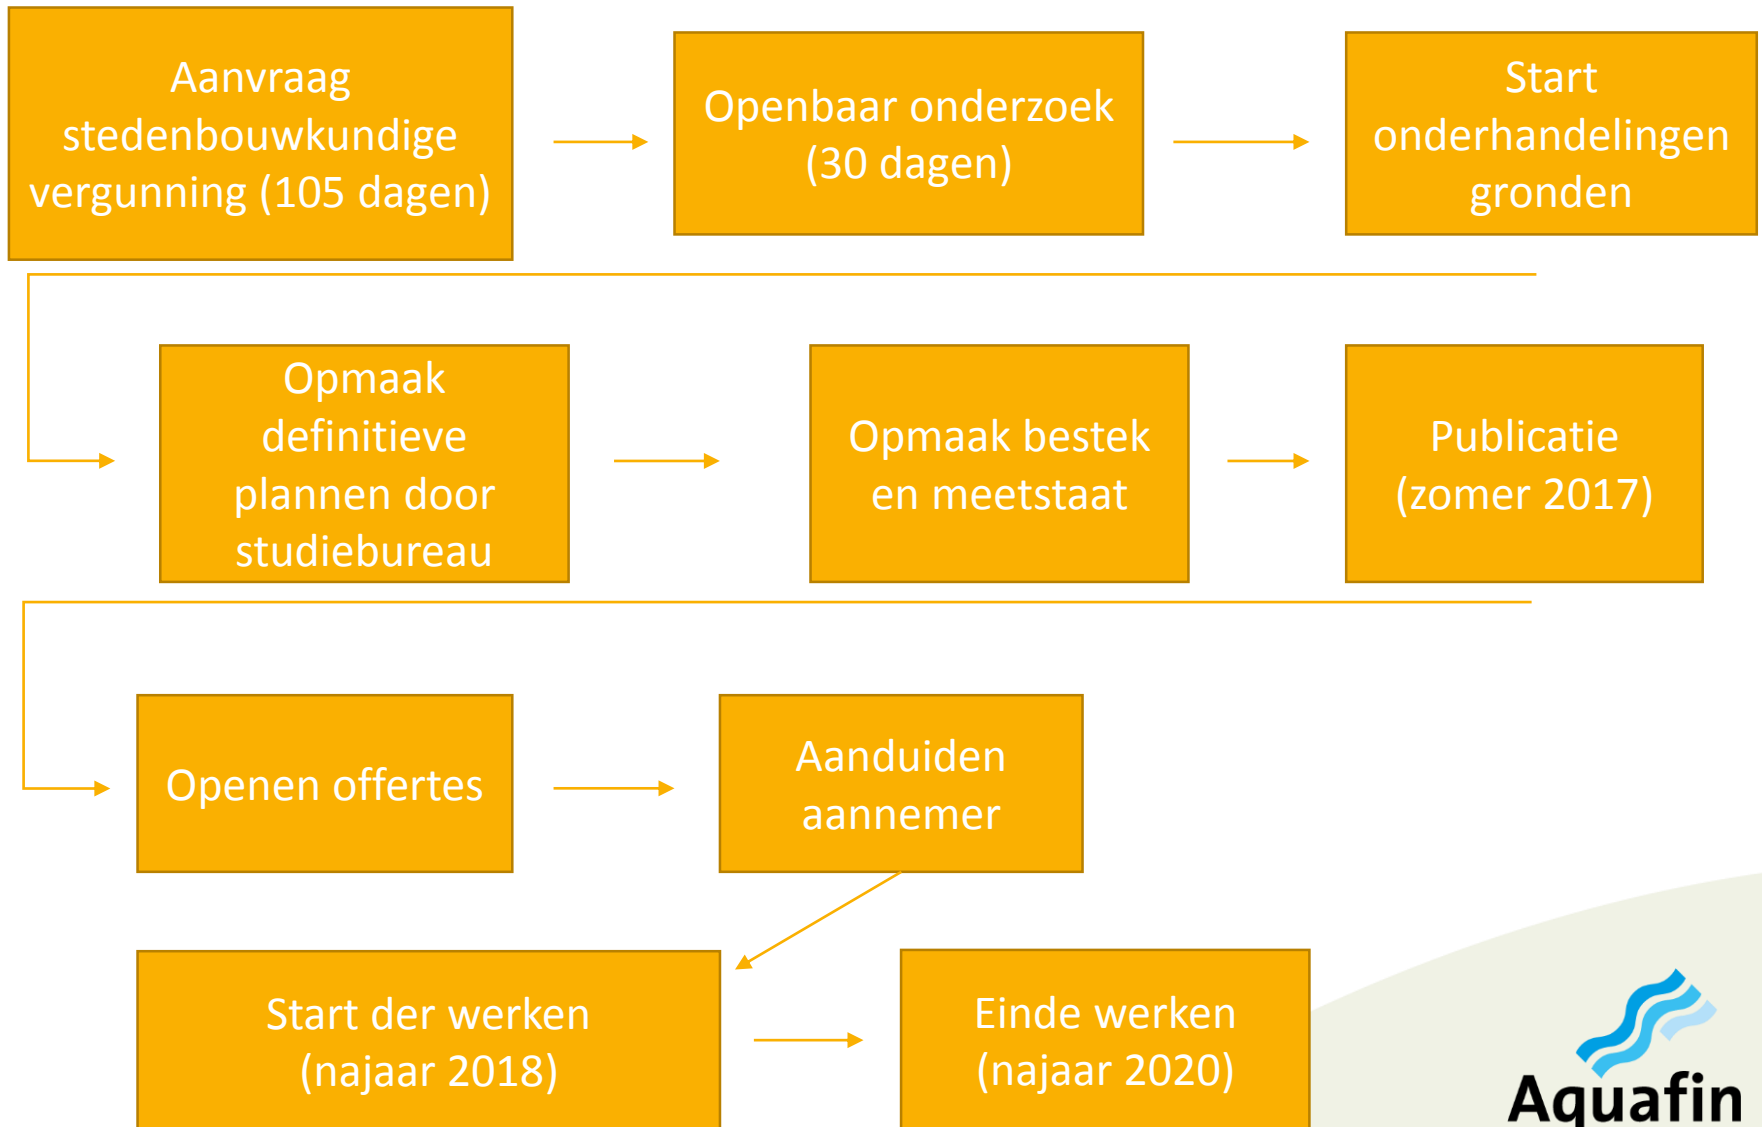 Aanvraag
stedenbouwkundige
vergunning (105 dagen)
Openbaar onderzoek
(30 dagen)
Start
onderhandelingen
gronden
Opmaak
definitieve
plannen door
studiebureau
Opmaak bestek
en meetstaat
Publicatie
(zomer 2017)
Openen offertes
Aanduiden
aannemer
Start der werken
(najaar 2018)
Einde werken
(najaar 2020)
Aquafin